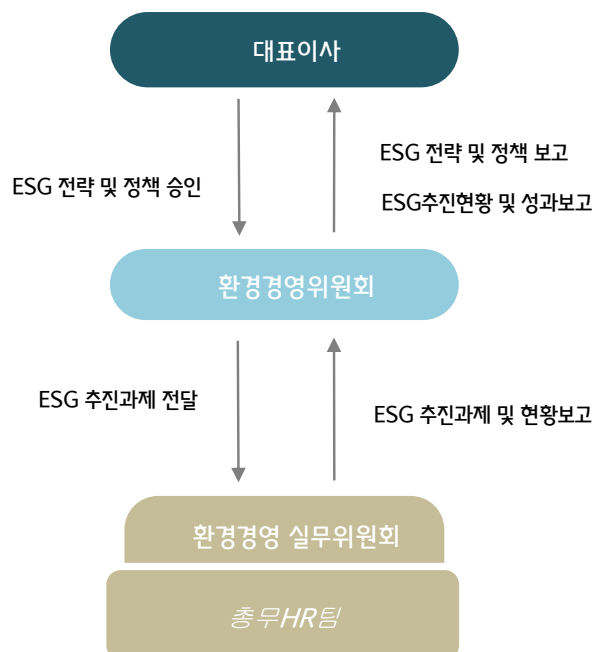 대표이사
ESG 전략 및 정책 승인
ESG 전략 및 정책 보고
ESG추진현황 및 성과보고
환경경영위원회
ESG 추진과제 전달
ESG 추진과제 및 현황보고
환경경영 실무위원회
총무HR팀